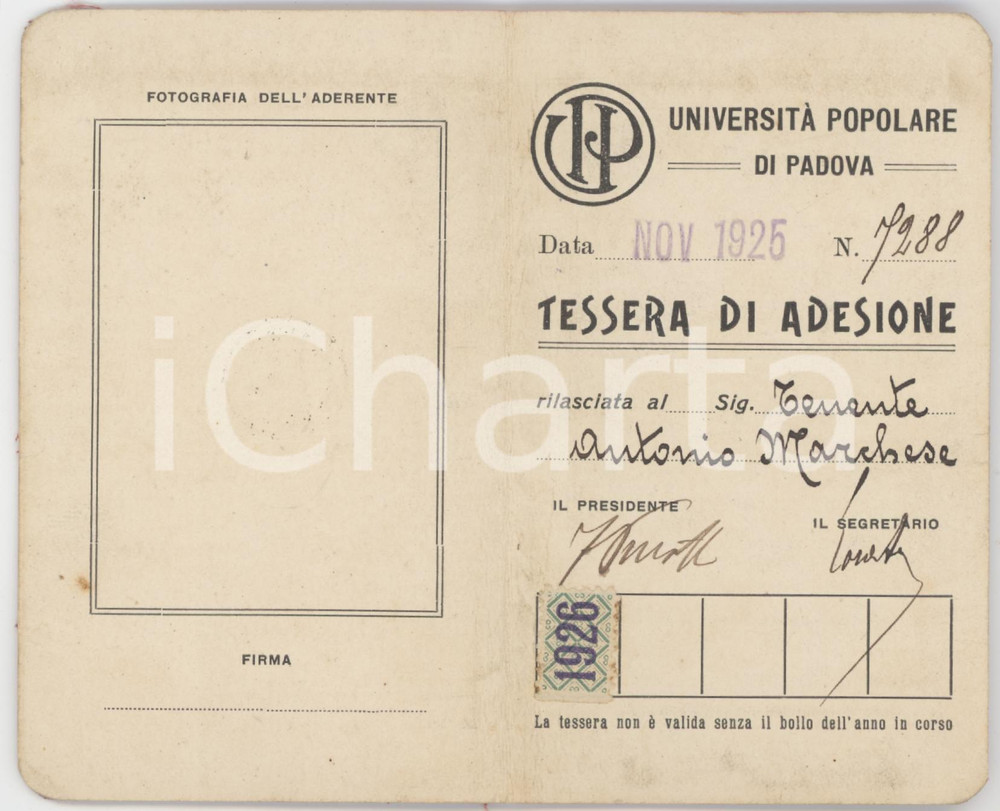 FOTOGRAFIA DELL'ADERENTE
FIRMA
UNIVERSITÀ POPOLARE
DI PADOVA
Data NOV 1925 N. 7288
TESSERA DI ADESIONE
rilasciata al Sig. Tenente
Antonio Marchese
IL PRESIDENTE
IL SEGRETARIO
1926
La tessera non è valida senza il bollo dell'anno in corso
iCharta